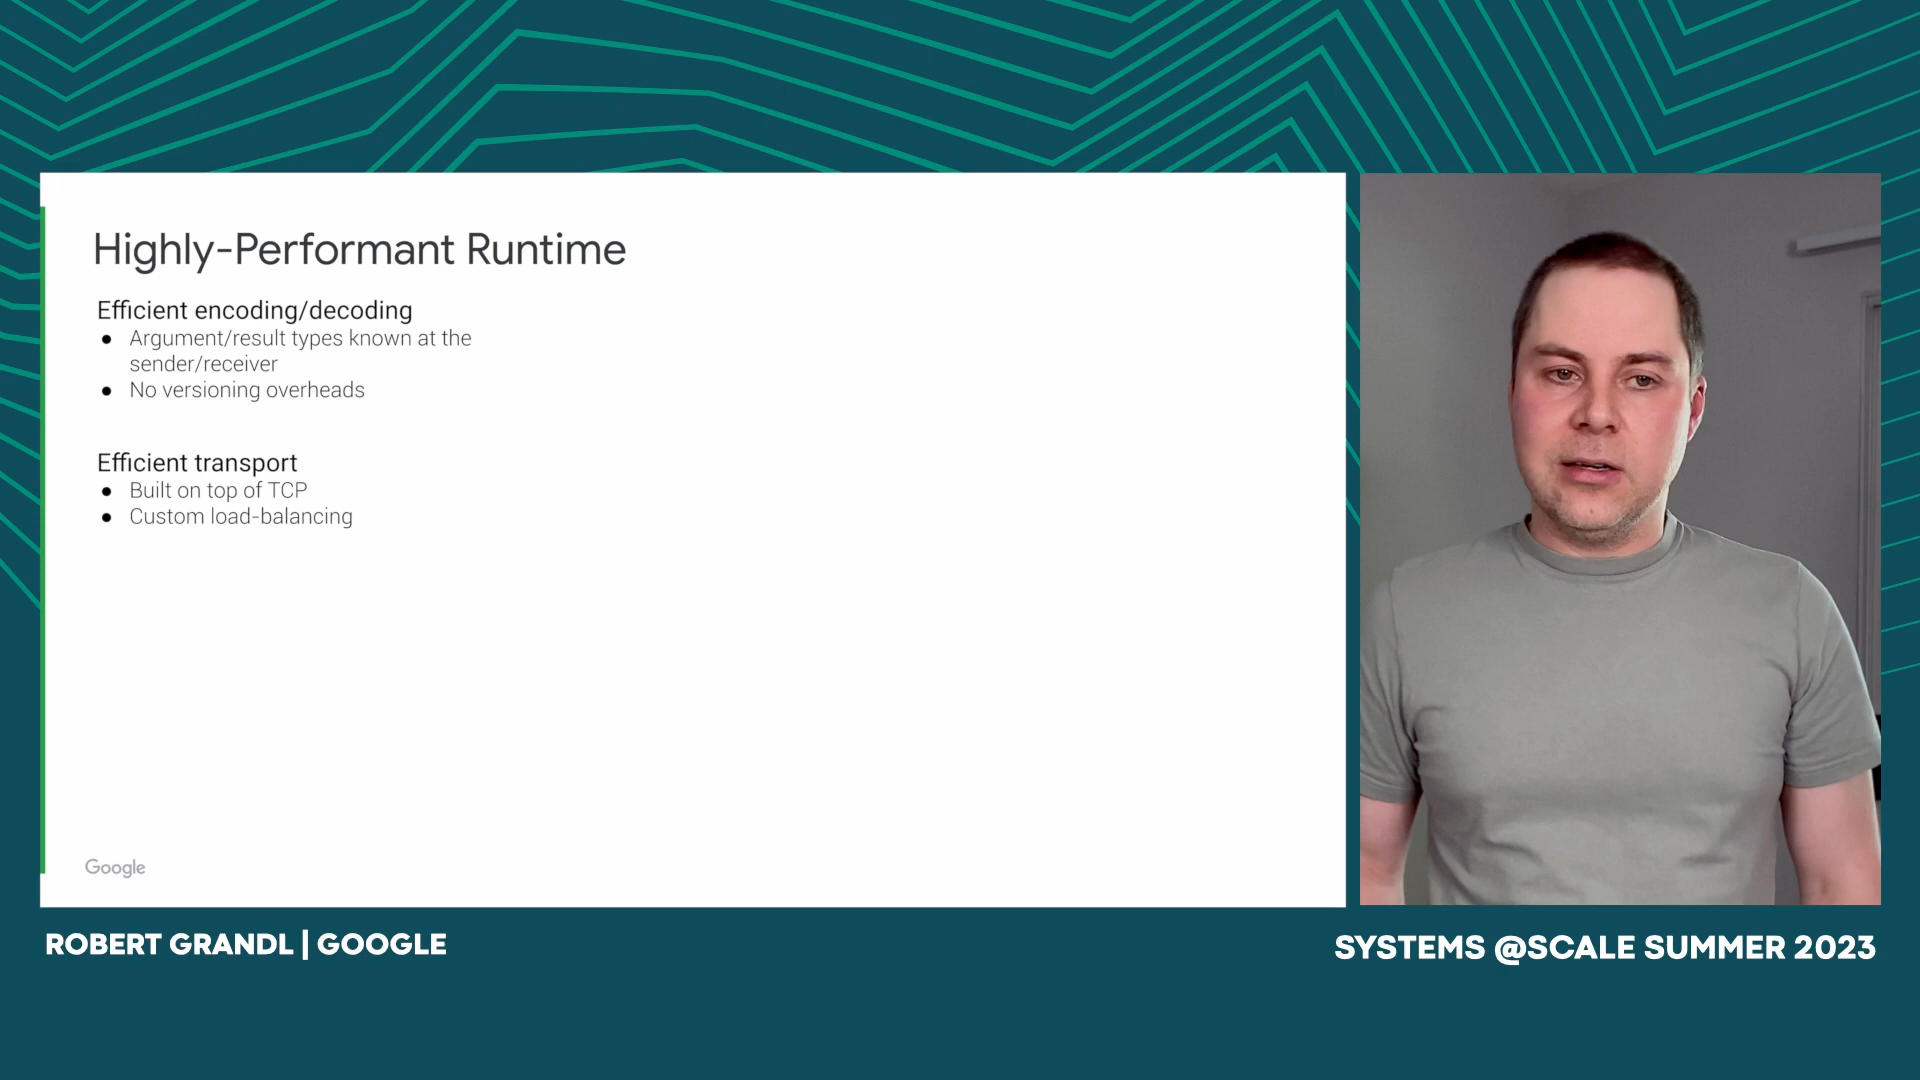 Highly-Performant Runtime
Efficient encoding/decoding
● Argument/result types known at the
sender/receiver
● No versioning overheads
Efficient transport
● Built on top of TCP
● Custom load-balancing
Google
ROBERT GRANDL | GOOGLE
SYSTEMS @SCALE SUMMER 2023